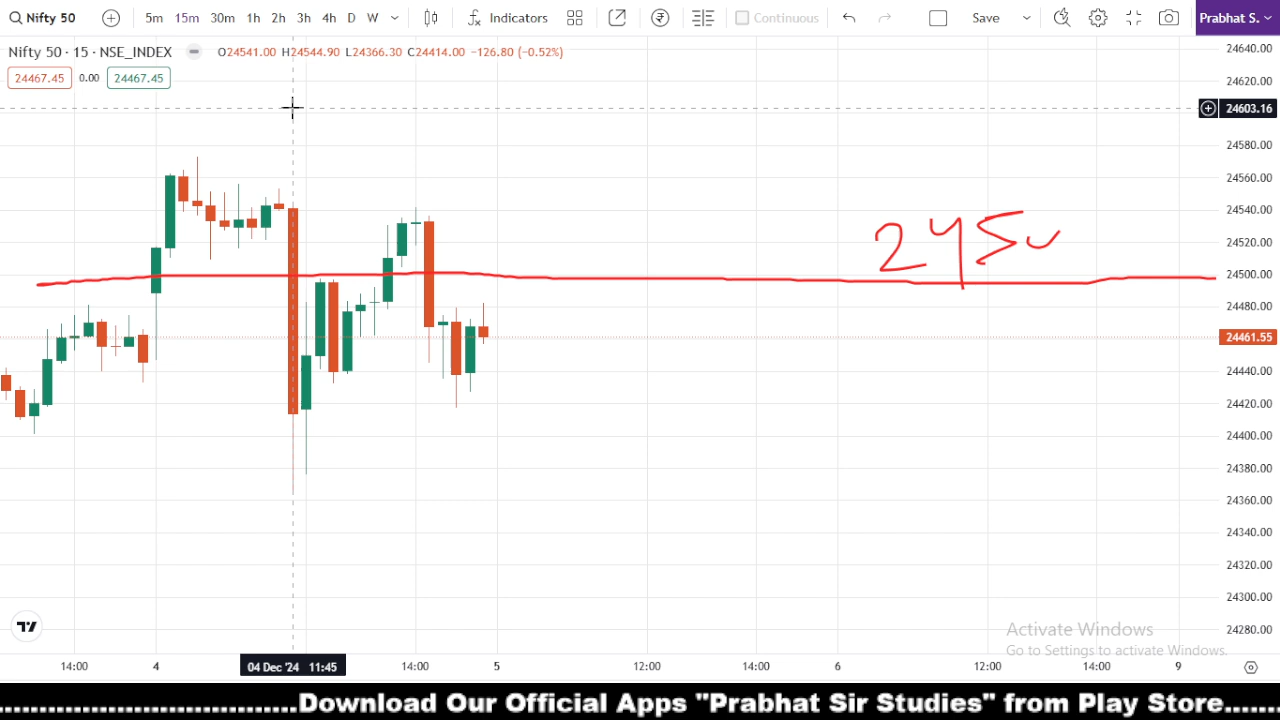 Nifty 50 5m 15m 30m 1h 2h 3h 4h D W Indicators Continuous Save Prabhat S.
Nifty 50 · 15 · NSE_INDEX O24541.00 H24544.90 L24366.30 C24414.00 -126.80 (-0.52%)
24467.45 0.00 24467.45
24640.00
24620.00
24603.16
24580.00
24560.00
24540.00
24520.00
24500.00
24480.00
24461.55
24440.00
24420.00
24400.00
24380.00
24360.00
24340.00
24320.00
24300.00
24280.00
Activate Windows
Go to Settings to activate Windows.
14:00 4 04 Dec '24 11:45 14:00 5 12:00 14:00 6 12:00 14:00 9
Download Our Official Apps "Prabhat Sir Studies" from Play Store